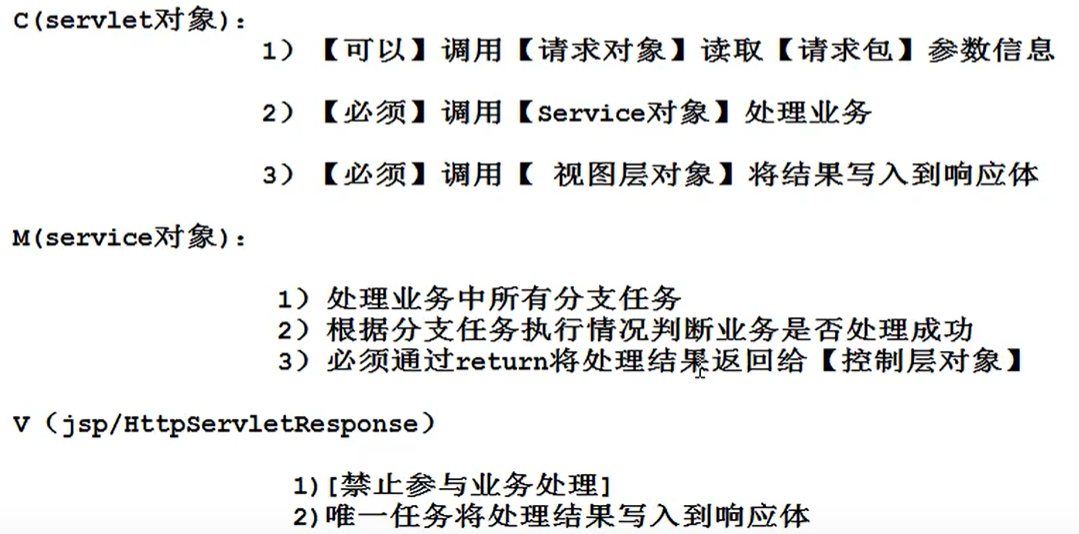 C(servlet对象):
1) 【可以】调用【请求对象】读取【请求包】参数信息
2) 【必须】调用【Service对象】处理业务
3) 【必须】调用【 视图层对象】将结果写入到响应体
M(service对象):
1) 处理业务中所有分支任务
2) 根据分支任务执行情况判断业务是否处理成功
3) 必须通过return将处理结果返回给【控制层对象】
V（jsp/HttpServletResponse）
1)[禁止参与业务处理]
2)唯一任务将处理结果写入到响应体